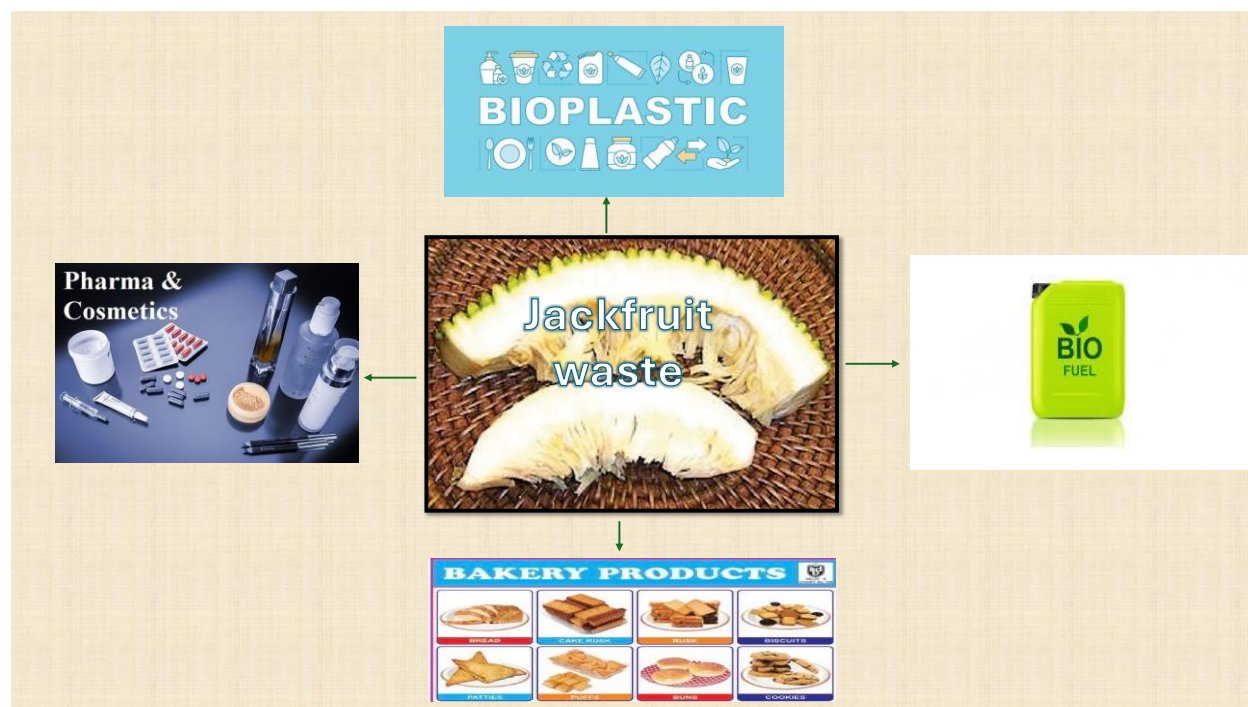 BIOPLASTIC
Pharma &
Cosmetics
Jackfruit
waste
BIO
FUEL
BAKERY PRODUCTS
BREAD
CAKE RUSK
RUSK
BISCUITS
PATTIES
PUFFS
BUNS
COOKIES